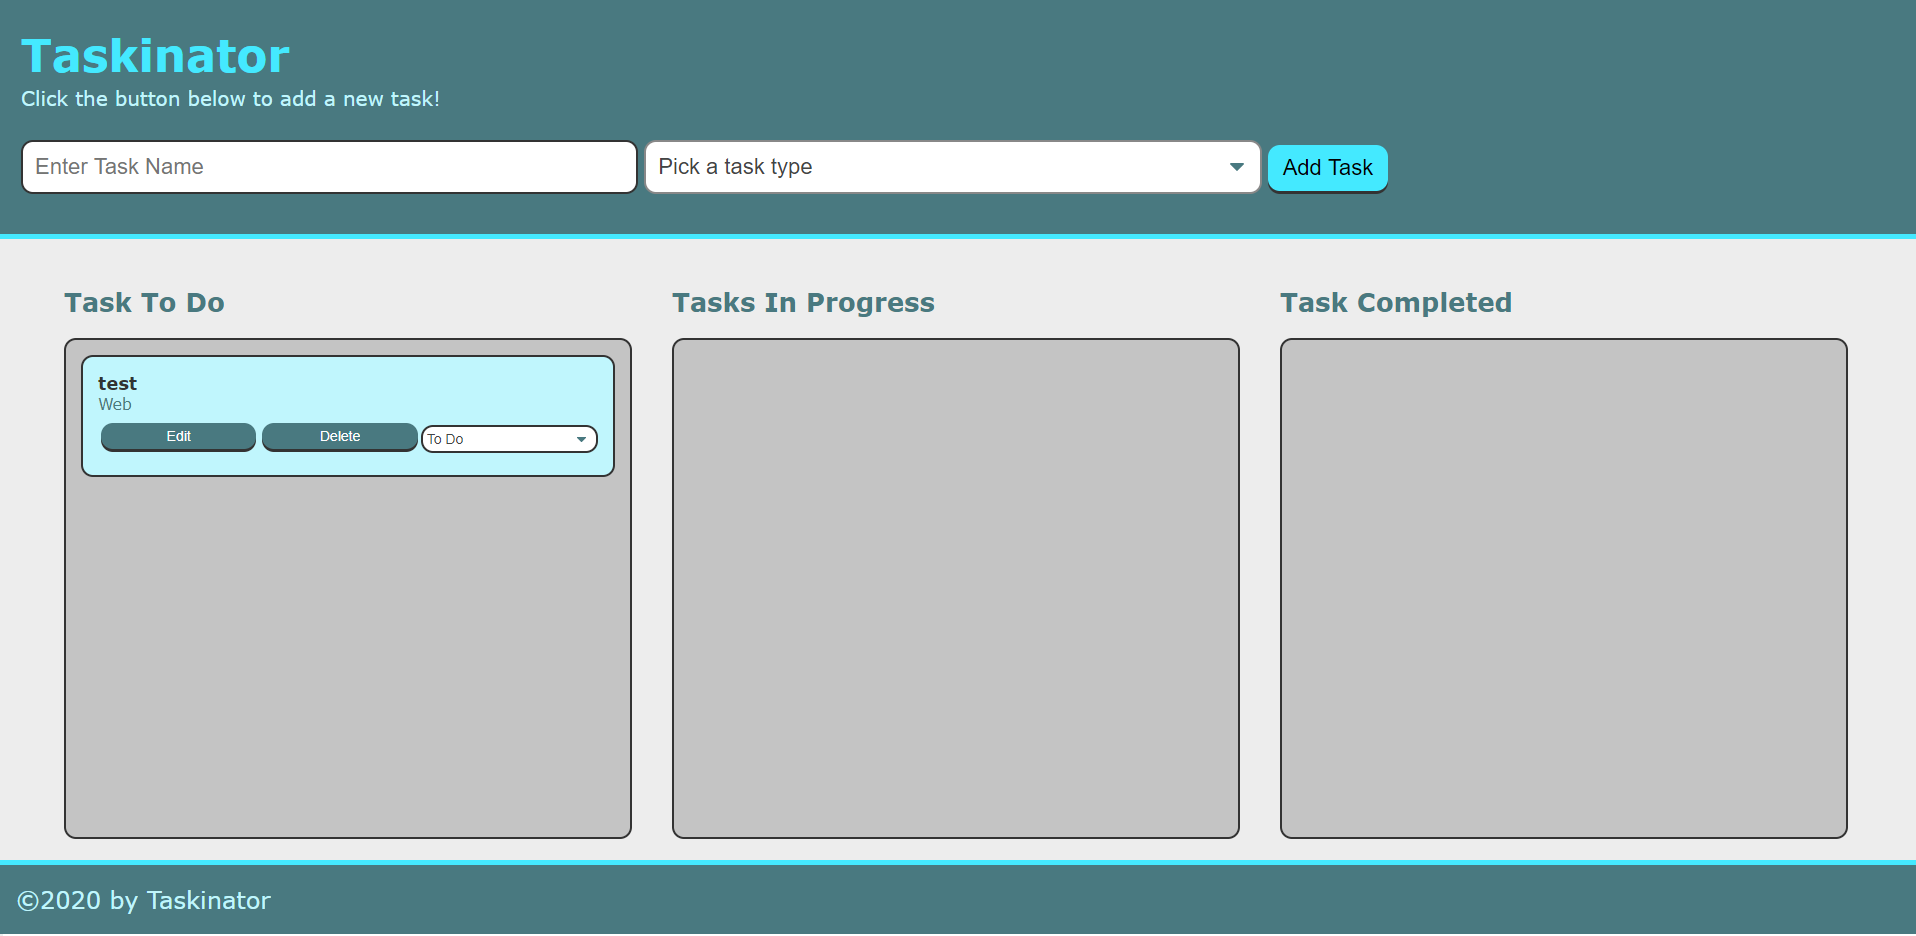 Taskinator
Click the button below to add a new task!
Enter Task Name
Pick a task type
Add Task
Task To Do
Tasks In Progress
Task Completed
test
Web
Edit
Delete
To Do
©2020 by Taskinator